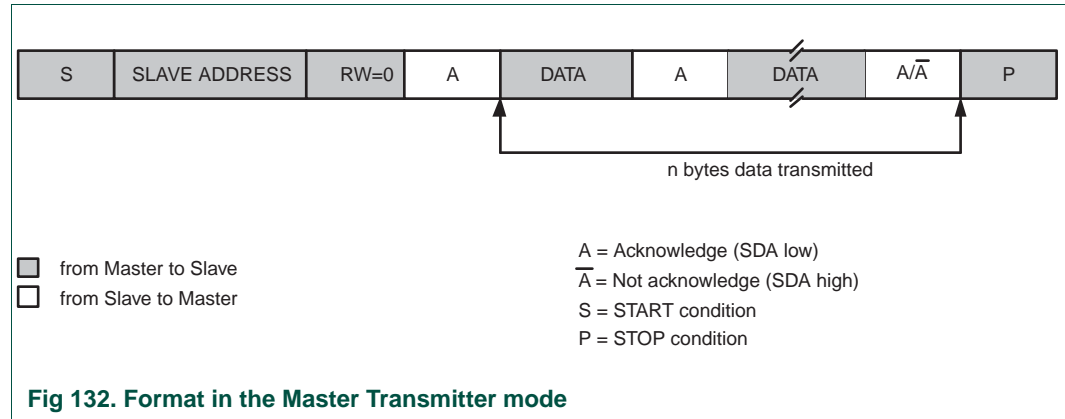 S SLAVE ADDRESS RW=0 A DATA A DATA A/A̅ P
n bytes data transmitted
from Master to Slave
from Slave to Master
A = Acknowledge (SDA low)
A̅ = Not acknowledge (SDA high)
S = START condition
P = STOP condition
Fig 132. Format in the Master Transmitter mode